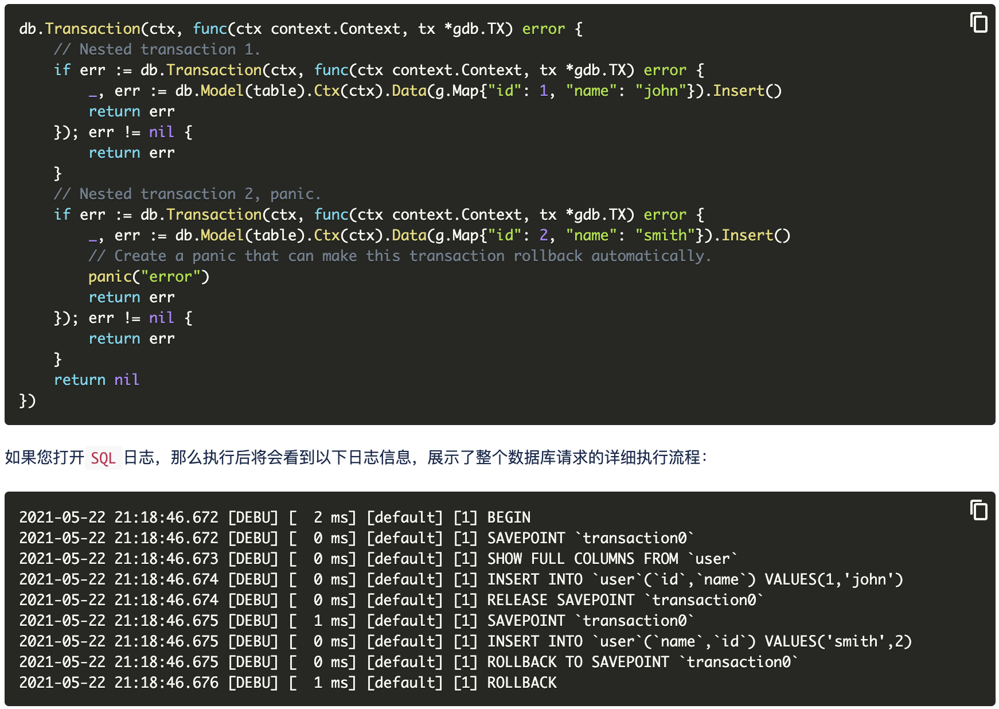 db.Transaction(ctx, func(ctx context.Context, tx *gdb.TX) error {
    // Nested transaction 1.
    if err := db.Transaction(ctx, func(ctx context.Context, tx *gdb.TX) error {
        _, err := db.Model(table).Ctx(ctx).Data(g.Map{"id": 1, "name": "john"}).Insert()
        return err
    }); err != nil {
        return err
    }
    // Nested transaction 2, panic.
    if err := db.Transaction(ctx, func(ctx context.Context, tx *gdb.TX) error {
        _, err := db.Model(table).Ctx(ctx).Data(g.Map{"id": 2, "name": "smith"}).Insert()
        // Create a panic that can make this transaction rollback automatically.
        panic("error")
        return err
    }); err != nil {
        return err
    }
    return nil
})
如果您打开 SQL 日志，那么执行后将会看到以下日志信息，展示了整个数据库请求的详细执行流程：
2021-05-22 21:18:46.672 [DEBU] [  2 ms] [default] [1] BEGIN
2021-05-22 21:18:46.672 [DEBU] [  0 ms] [default] [1] SAVEPOINT `transaction0`
2021-05-22 21:18:46.673 [DEBU] [  0 ms] [default] [1] SHOW FULL COLUMNS FROM `user`
2021-05-22 21:18:46.674 [DEBU] [  0 ms] [default] [1] INSERT INTO `user`(`id`,`name`) VALUES(1,'john')
2021-05-22 21:18:46.674 [DEBU] [  0 ms] [default] [1] RELEASE SAVEPOINT `transaction0`
2021-05-22 21:18:46.675 [DEBU] [  1 ms] [default] [1] SAVEPOINT `transaction0`
2021-05-22 21:18:46.675 [DEBU] [  0 ms] [default] [1] INSERT INTO `user`(`name`,`id`) VALUES('smith',2)
2021-05-22 21:18:46.675 [DEBU] [  0 ms] [default] [1] ROLLBACK TO SAVEPOINT `transaction0`
2021-05-22 21:18:46.676 [DEBU] [  1 ms] [default] [1] ROLLBACK